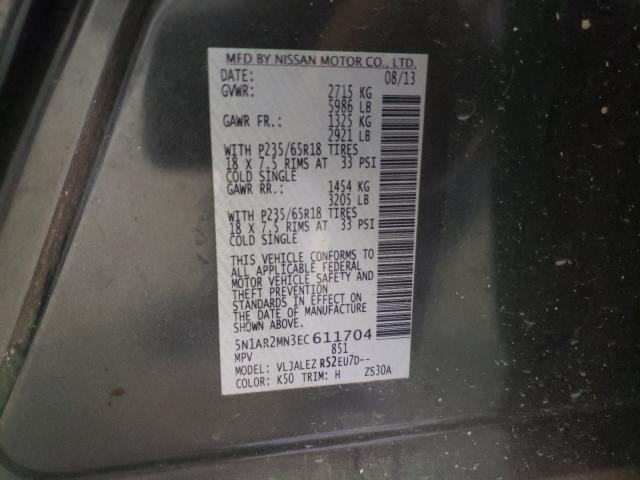 MFD BY NISSAN MOTOR CO., LTD.
DATE: 08/13
GVWR: 2715 KG
5986 LB
GAWR FR.: 1325 KG
2921 LB
WITH P235/65R18 TIRES
18 X 7.5 RIMS AT 33 PSI
COLD SINGLE
GAWR RR.: 1454 KG
3205 LB
WITH P235/65R18 TIRES
18 X 7.5 RIMS AT 33 PSI
COLD SINGLE
THIS VEHICLE CONFORMS TO
ALL APPLICABLE FEDERAL
MOTOR VEHICLE SAFETY AND
THEFT PREVENTION
STANDARDS IN EFFECT ON
THE DATE OF MANUFACTURE
SHOWN ABOVE.
5N1AR2MN3EC611704
MPV 851
MODEL: VLJALEZ R52EU7D--
COLOR: K50 TRIM: H ZS30A